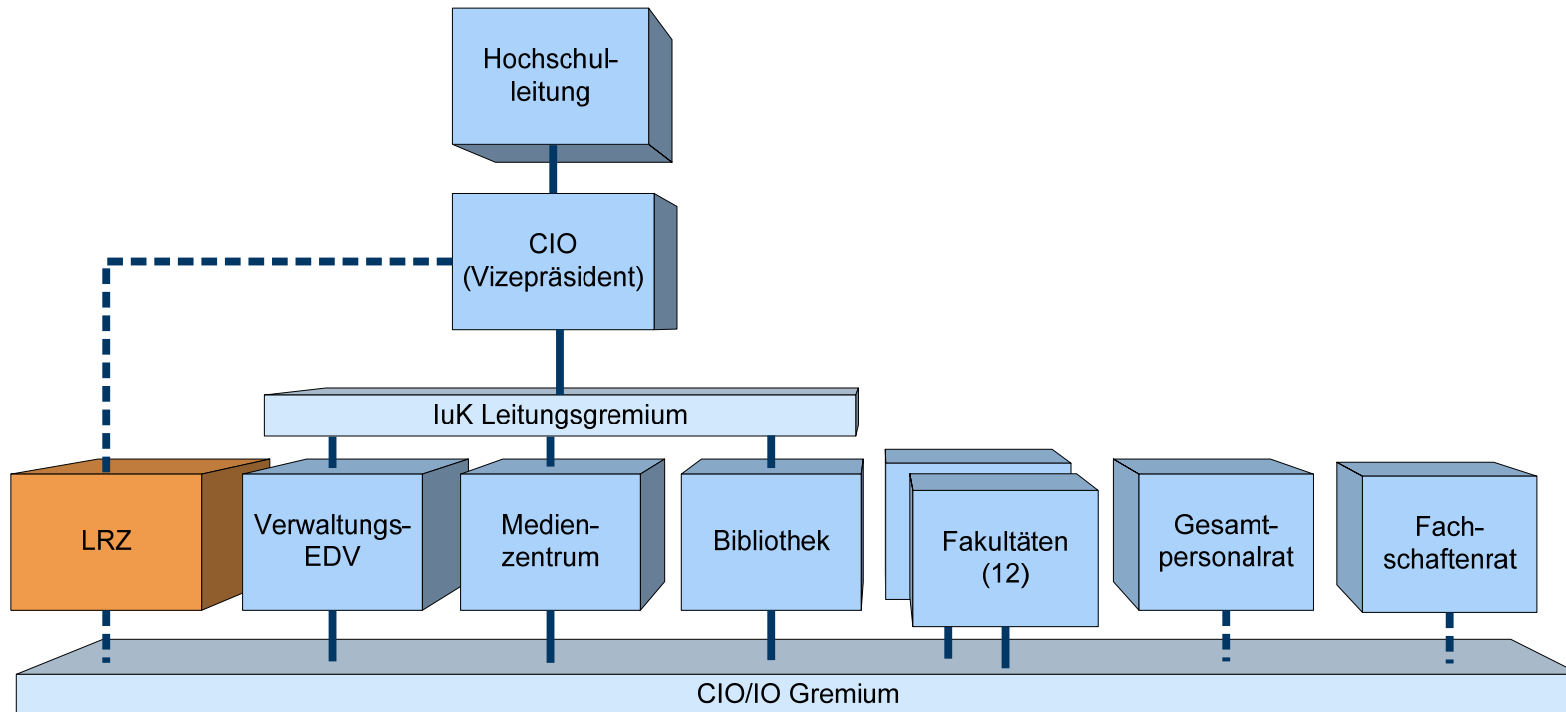 Hochschul-
leitung
CIO
(Vizepräsident)
IuK Leitungsgremium
LRZ
Verwaltungs-
EDV
Medien-
zentrum
Bibliothek
Fakultäten
(12)
Gesamt-
personalrat
Fach-
schaftenrat
CIO/IO Gremium